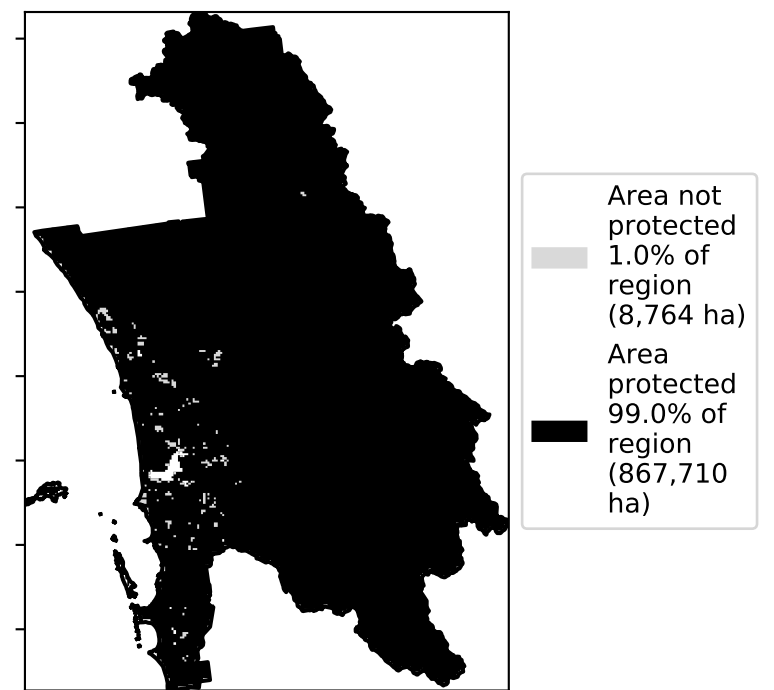 Area not
protected
1.0% of
region
(8,764 ha)
Area
protected
99.0% of
region
(867,710
ha)